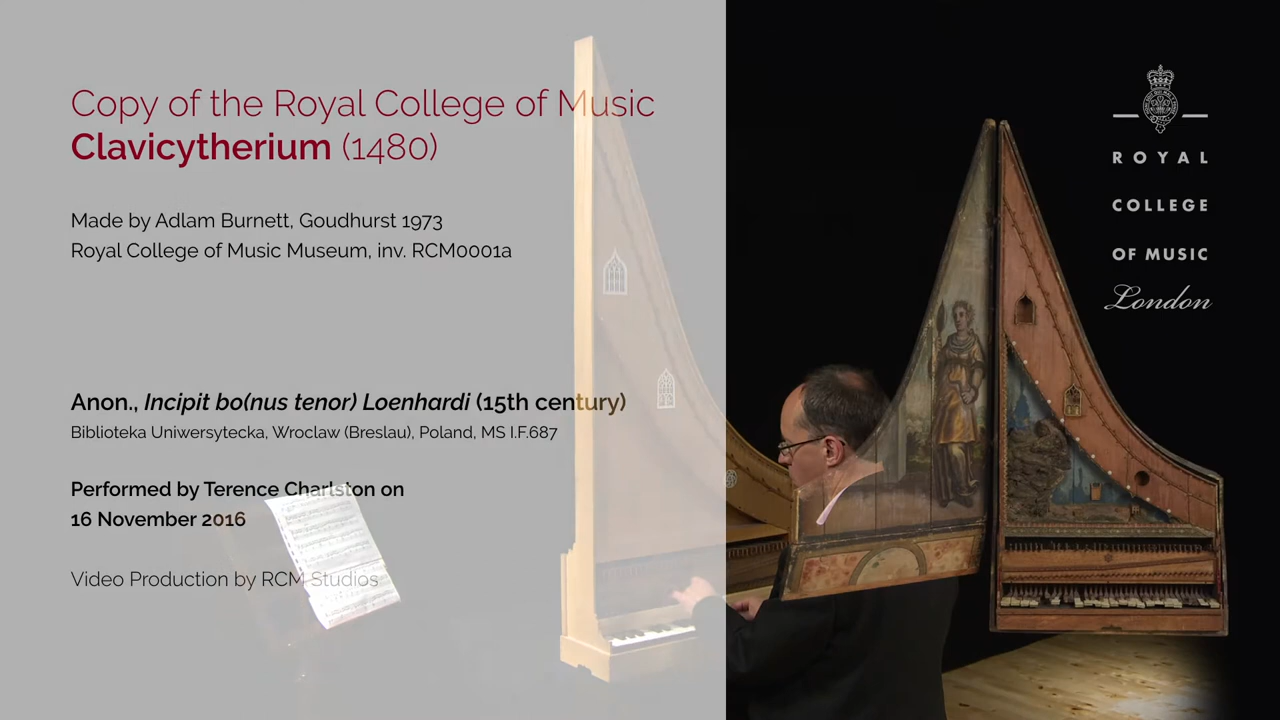 Copy of the Royal College of Music
Clavicytherium (1480)
Made by Adlam Burnett, Goudhurst 1973
Royal College of Music Museum, inv. RCM0001a
Anon., Incipit bo(nus tenor) Loenhardi (15th century)
Biblioteka Uniwersytecka, Wroclaw (Breslau), Poland, MS I.F.687
Performed by Terence Charlston on
16 November 2016
Video Production by RCM Studios
ROYAL
COLLEGE
OF MUSIC
London